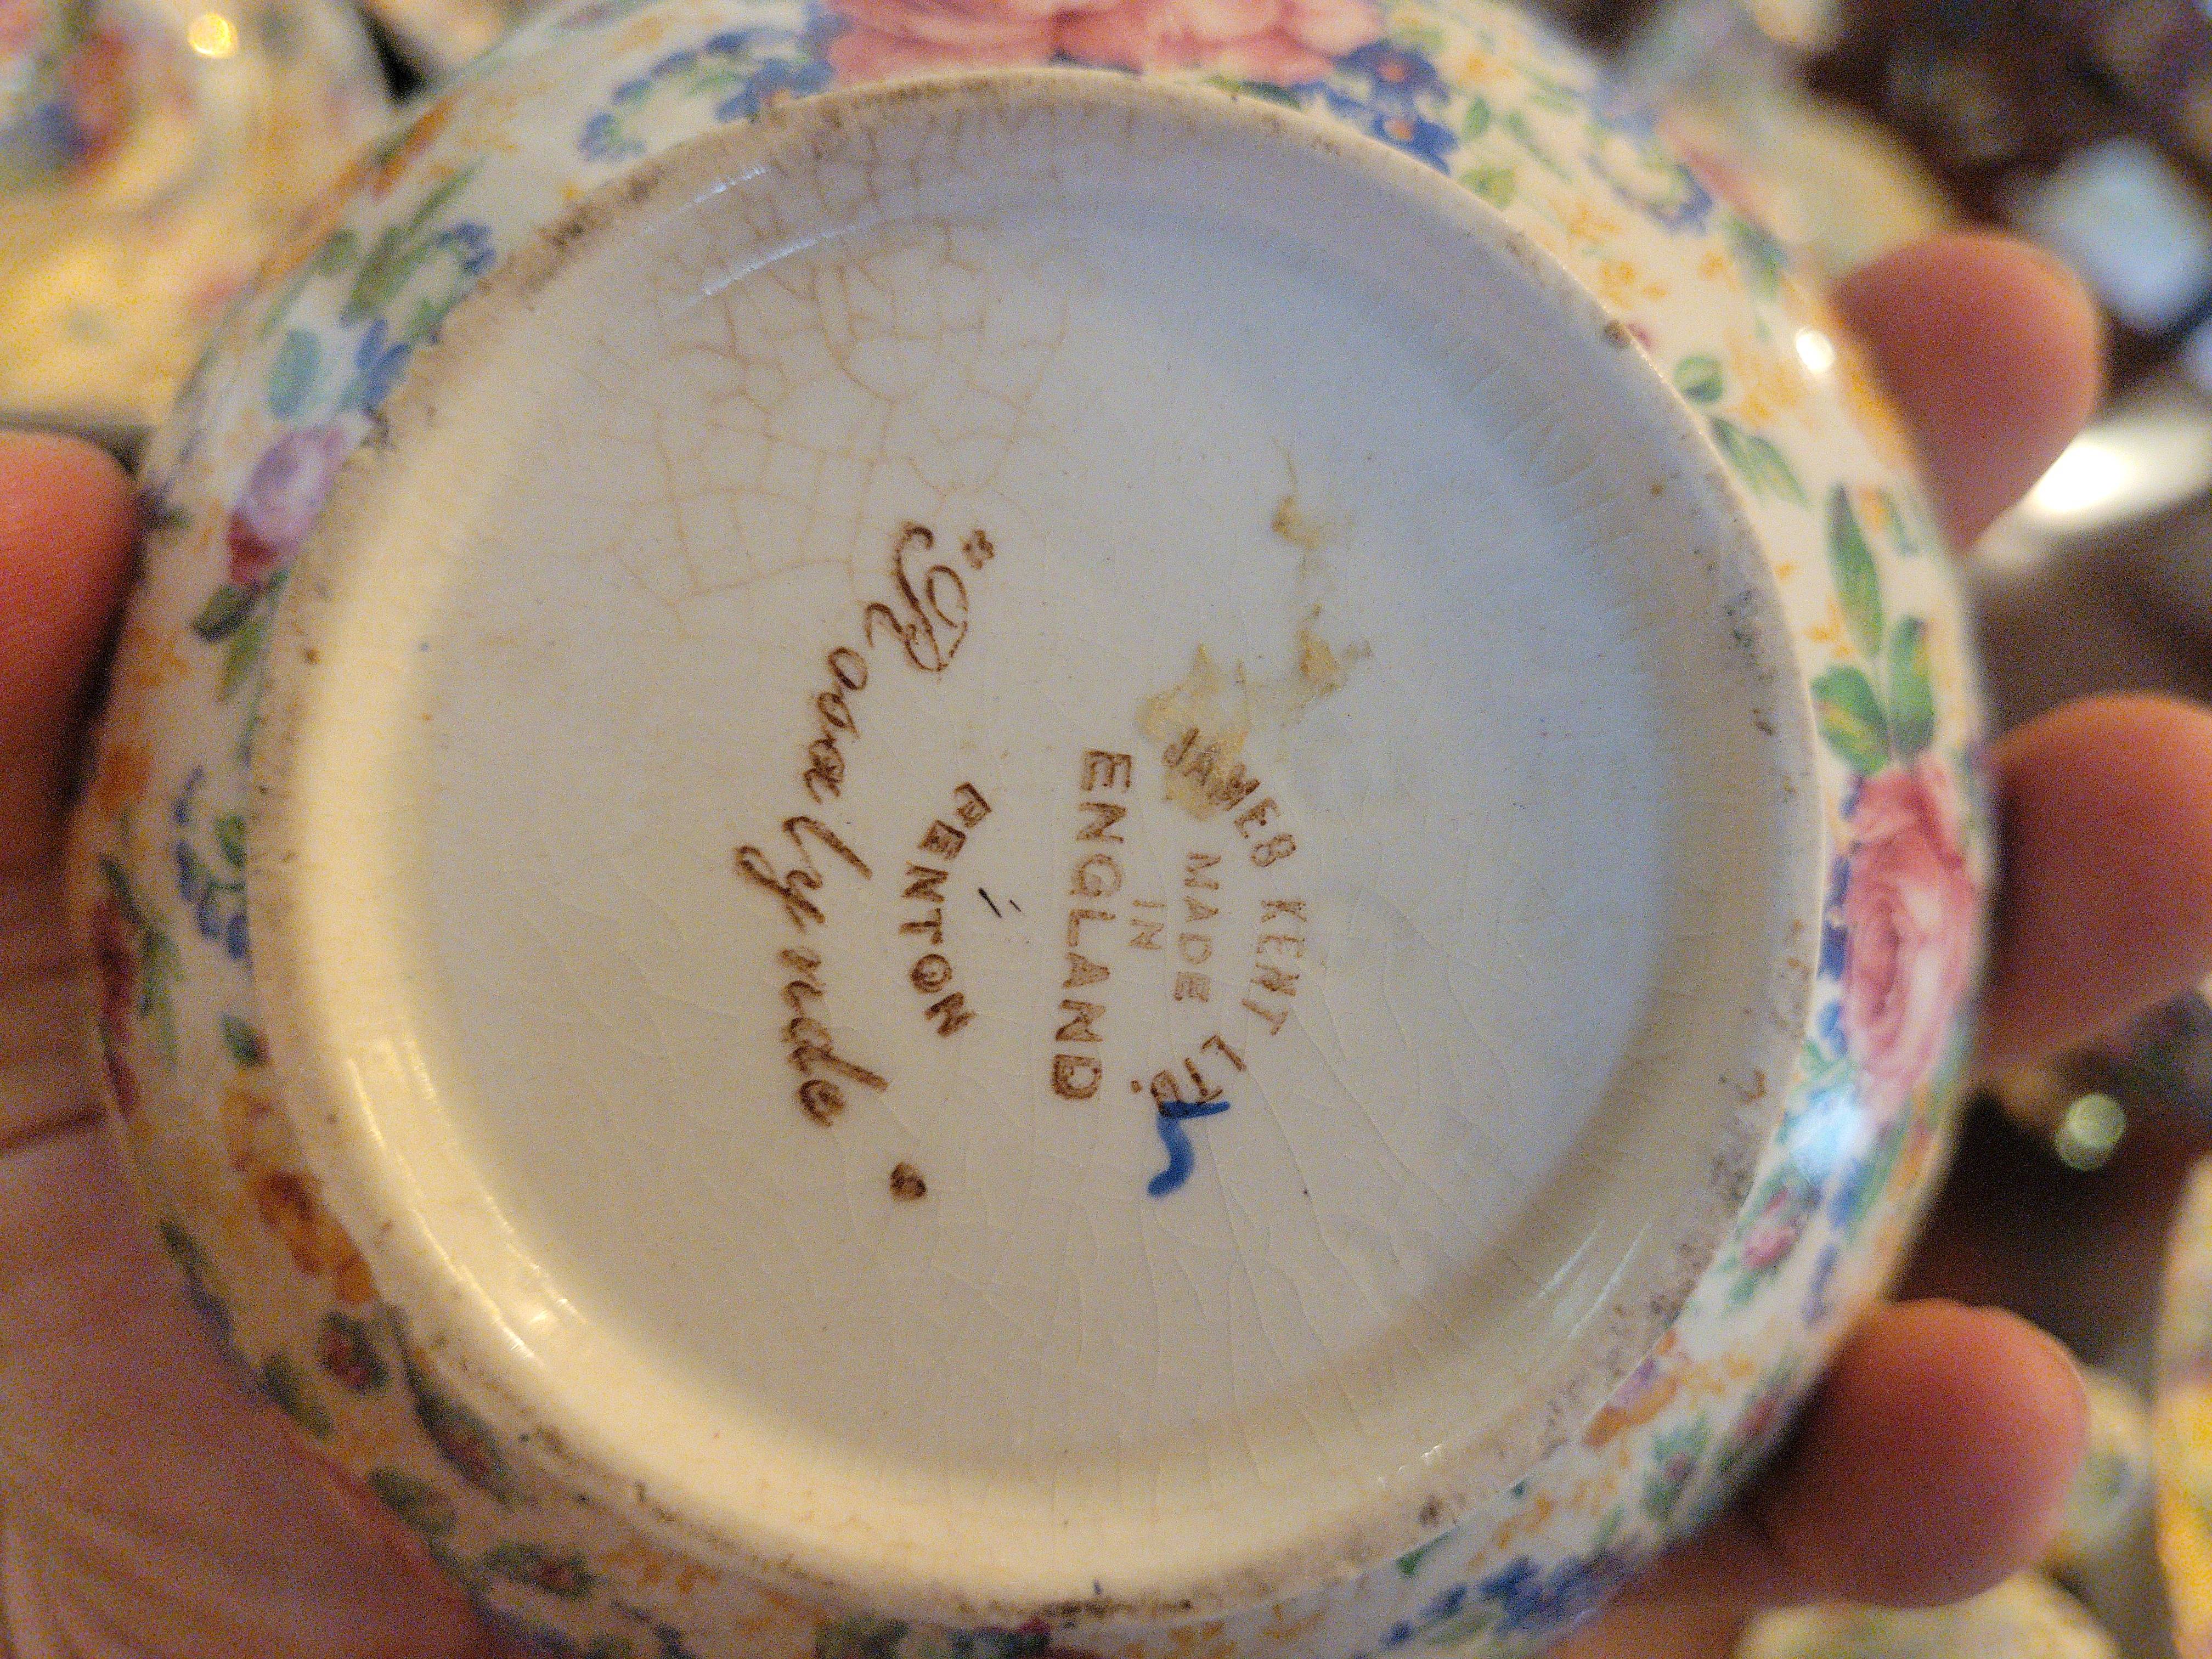 JAMES KENT LTD.
MADE
IN
ENGLAND
FENTON
"Rosalynde"